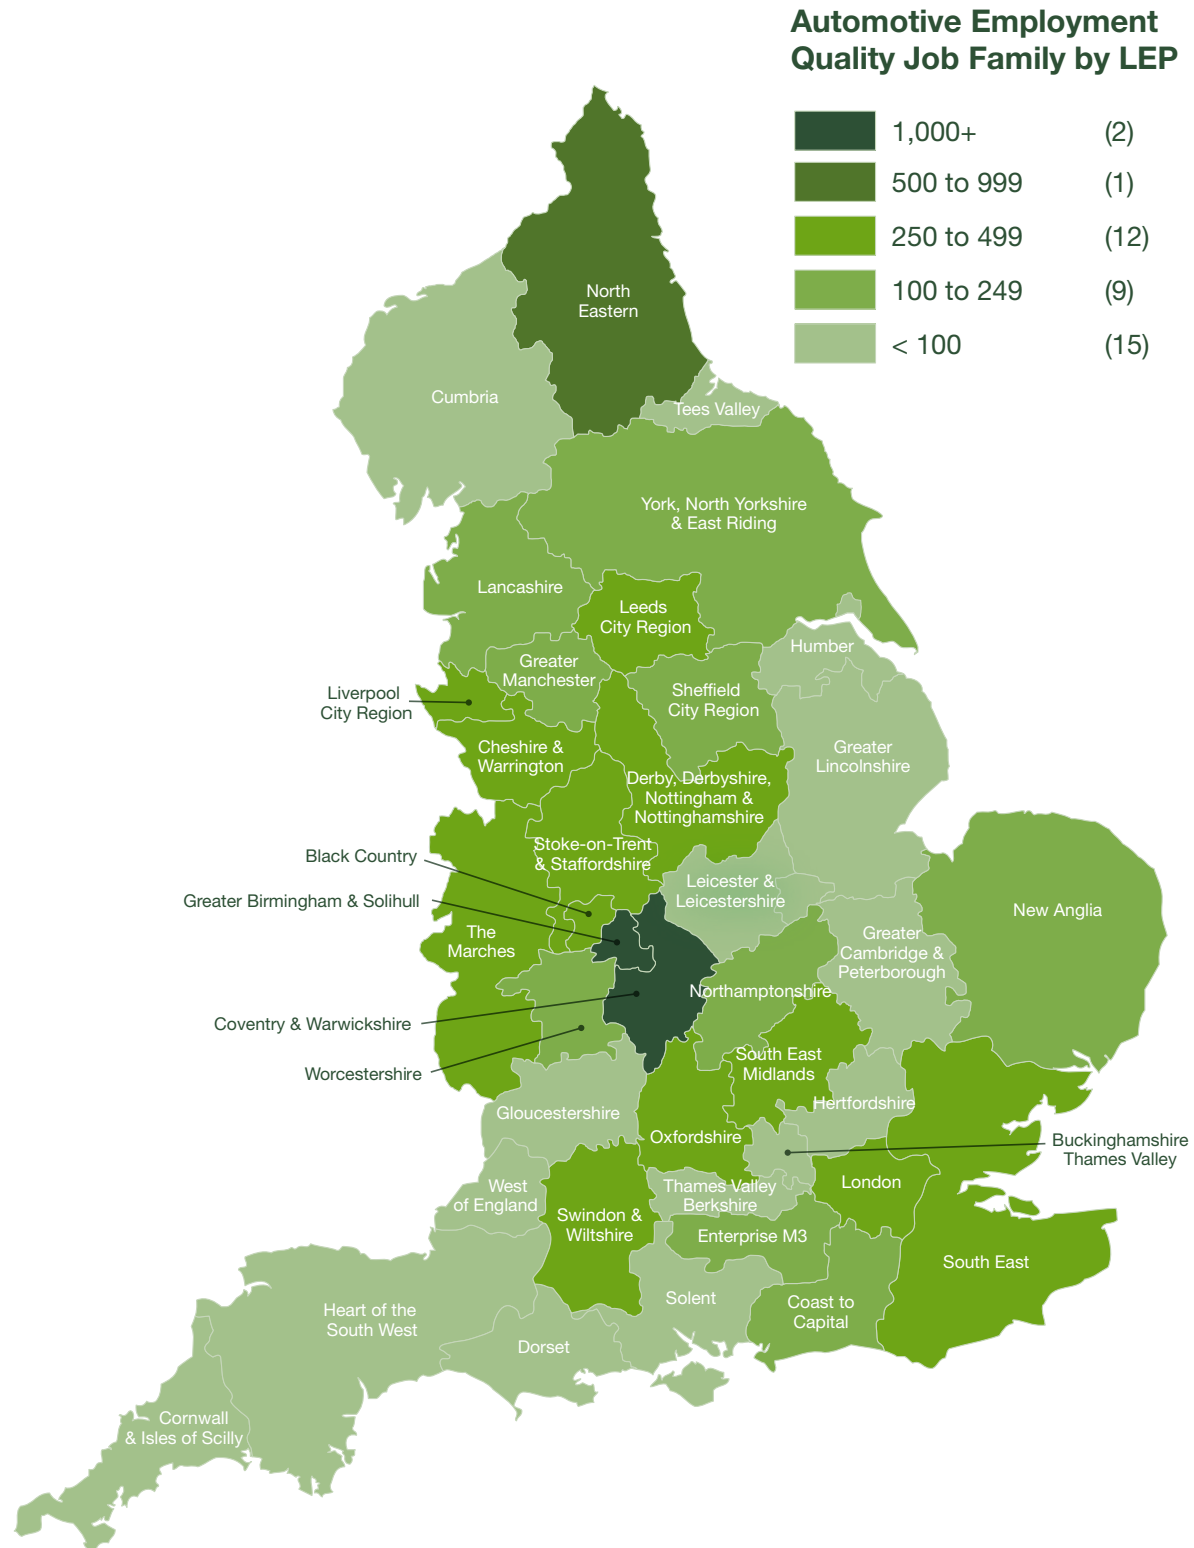 Automotive Employment
Quality Job Family by LEP
1,000+ (2)
500 to 999 (1)
250 to 499 (12)
100 to 249 (9)
< 100 (15)
North
Eastern
Cumbria
Tees Valley
York, North Yorkshire
& East Riding
Lancashire
Leeds
City Region
Humber
Greater
Manchester
Sheffield
City Region
Liverpool
City Region
Cheshire &
Warrington
Greater
Lincolnshire
Derby, Derbyshire,
Nottingham &
Nottinghamshire
Stoke-on-Trent
& Staffordshire
Black Country
Leicester &
Leicestershire
Greater Birmingham & Solihull
New Anglia
The
Marches
Greater
Cambridge &
Peterborough
Northamptonshire
Coventry & Warwickshire
South East
Midlands
Worcestershire
Hertfordshire
Gloucestershire
Oxfordshire
Buckinghamshire
Thames Valley
West
of England
Thames Valley
Berkshire
London
Swindon &
Wiltshire
Enterprise M3
South East
Solent
Coast to
Capital
Heart of the
South West
Dorset
Cornwall
& Isles of Scilly